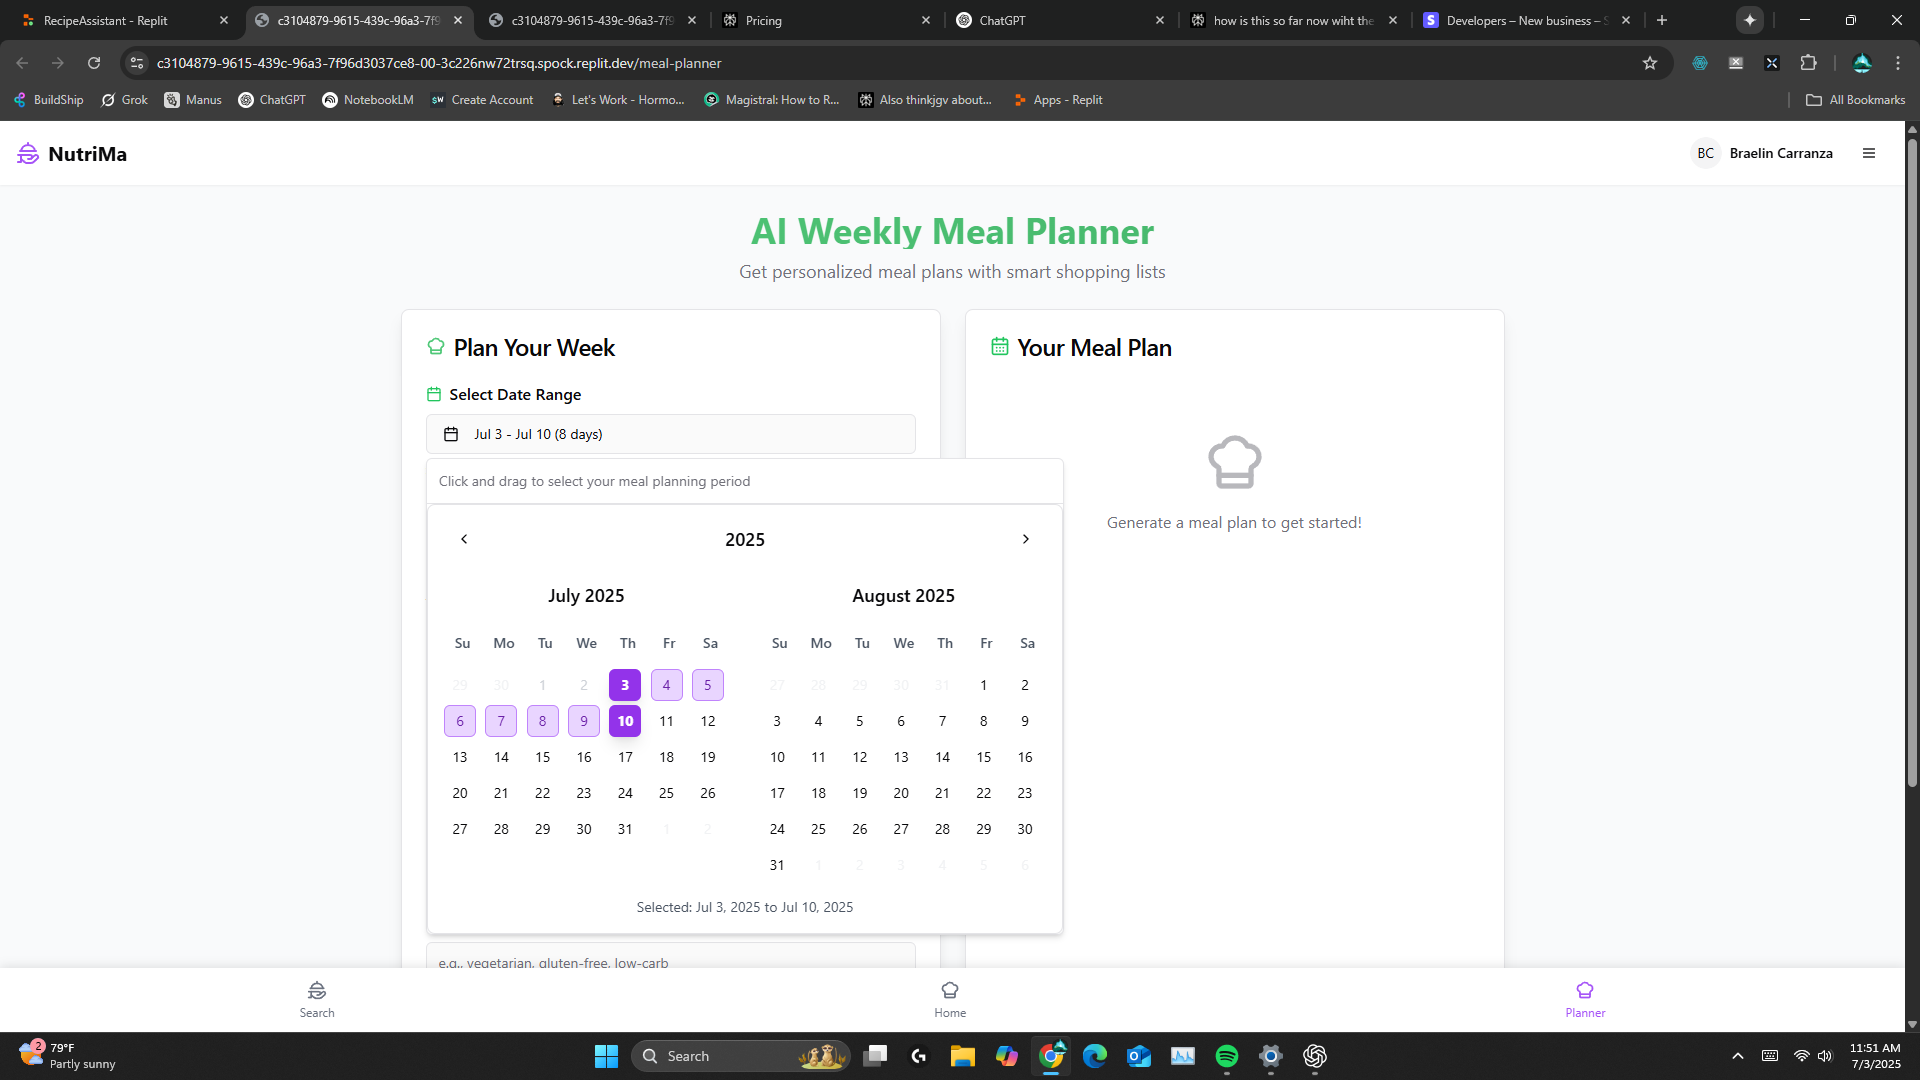 RecipeAssistant - Replit
c3104879-9615-439c-96a3-7f9
c3104879-9615-439c-96a3-7f9
Pricing
ChatGPT
how is this so far now wiht the
Developers – New business – S
c3104879-9615-439c-96a3-7f96d3037ce8-00-3c226nw72trsq.spock.replit.dev/meal-planner
BuildShip
Grok
Manus
ChatGPT
NotebookLM
Create Account
Let's Work - Hormo...
Magistral: How to R...
Also thinkjgv about...
Apps - Replit
All Bookmarks
NutriMa
BC
Braelin Carranza
AI Weekly Meal Planner
Get personalized meal plans with smart shopping lists
Plan Your Week
Select Date Range
Jul 3 - Jul 10 (8 days)
Click and drag to select your meal planning period
2025
July 2025
Su Mo Tu We Th Fr Sa
29 30 1 2 3 4 5
6 7 8 9 10 11 12
13 14 15 16 17 18 19
20 21 22 23 24 25 26
27 28 29 30 31 1 2
August 2025
Su Mo Tu We Th Fr Sa
27 28 29 30 31 1 2
3 4 5 6 7 8 9
10 11 12 13 14 15 16
17 18 19 20 21 22 23
24 25 26 27 28 29 30
31 1 2 3 4 5 6
Selected: Jul 3, 2025 to Jul 10, 2025
e.g., vegetarian, gluten-free, low-carb
Your Meal Plan
Generate a meal plan to get started!
Search
Home
Planner
2
79°F
Partly sunny
Search
11:51 AM
7/3/2025